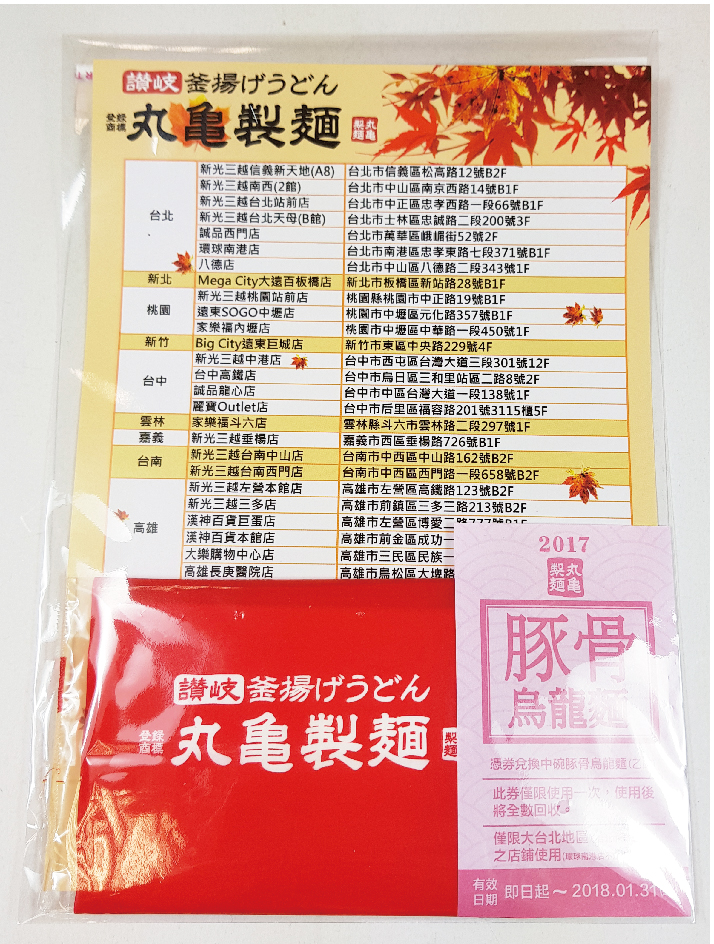 讃岐 釜揚げうどん
登録商標 丸亀製麺 丸亀製麺
台北
新光三越信義新天地(A8) 台北市信義區松高路12號B2F
新光三越南西(2館) 台北市中山區南京西路14號B1F
新光三越台北站前店 台北市中正區忠孝西路一段66號B1F
新光三越台北天母(B館) 台北市士林區忠誠路二段200號3F
誠品西門店 台北市萬華區峨嵋街52號2F
環球南港店 台北市南港區忠孝東路七段371號B1F
八德店 台北市中山區八德路二段343號1F
新北 Mega City大遠百板橋店 新北市板橋區新站路28號B1F
桃園
新光三越桃園站前店 桃園縣桃園市中正路19號B1F
遠東SOGO中壢店 桃園市中壢區元化路357號B1F
家樂福內壢店 桃園市中壢區中華路一段450號1F
新竹 Big City遠東巨城店 新竹市東區中央路229號4F
台中
新光三越中港店 台中市西屯區台灣大道三段301號12F
台中高鐵店 台中市烏日區三和里站區二路8號2F
誠品龍心店 台中市中區台灣大道一段138號1F
麗寶Outlet店 台中市后里區福容路201號3115櫃5F
雲林 家樂福斗六店 雲林縣斗六市雲林路二段297號1F
嘉義 新光三越垂楊店 嘉義市西區垂楊路726號B1F
台南
新光三越台南中山店 台南市中西區中山路162號B2F
新光三越台南西門店 台南市中西區西門路一段658號B2F
高雄
新光三越左營本館店 高雄市左營區高鐵路123號B2F
新光三越三多店 高雄市前鎮區三多三路213號B2F
漢神百貨巨蛋店 高雄市左營區博愛二路777號B1F
漢神百貨本館店 高雄市前金區成功一
大樂購物中心店 高雄市三民區民族一
高雄長庚醫院店 高雄市鳥松區大埤路
讃岐 釜揚げうどん
登録商標 丸亀製麺 製麺
2017
丸亀製麺
豚骨
烏龍麵
憑券兌換中碗豚骨烏龍麵
此券僅限使用一次，使用後
將全數回收。
僅限大台北地區
之店鋪使用
有效日期 即日起～2018.01.31